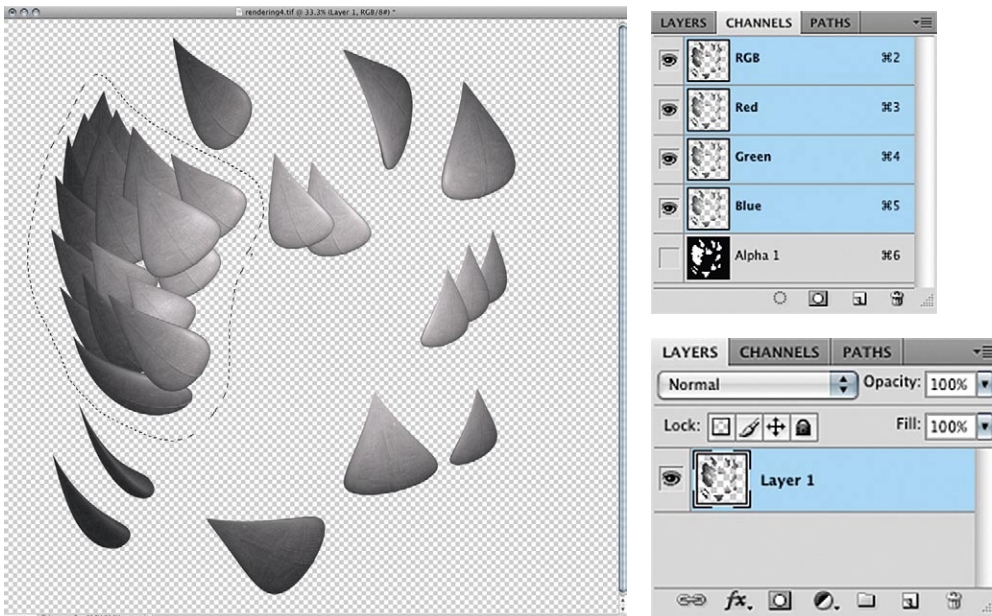 rendering4.tif @ 33.3% (Layer 1, RGB/8#) *
LAYERS CHANNELS PATHS
RGB ⌘2
Red ⌘3
Green ⌘4
Blue ⌘5
Alpha 1 ⌘6
LAYERS CHANNELS PATHS
Normal Opacity: 100%
Lock: Fill: 100%
Layer 1
fx.